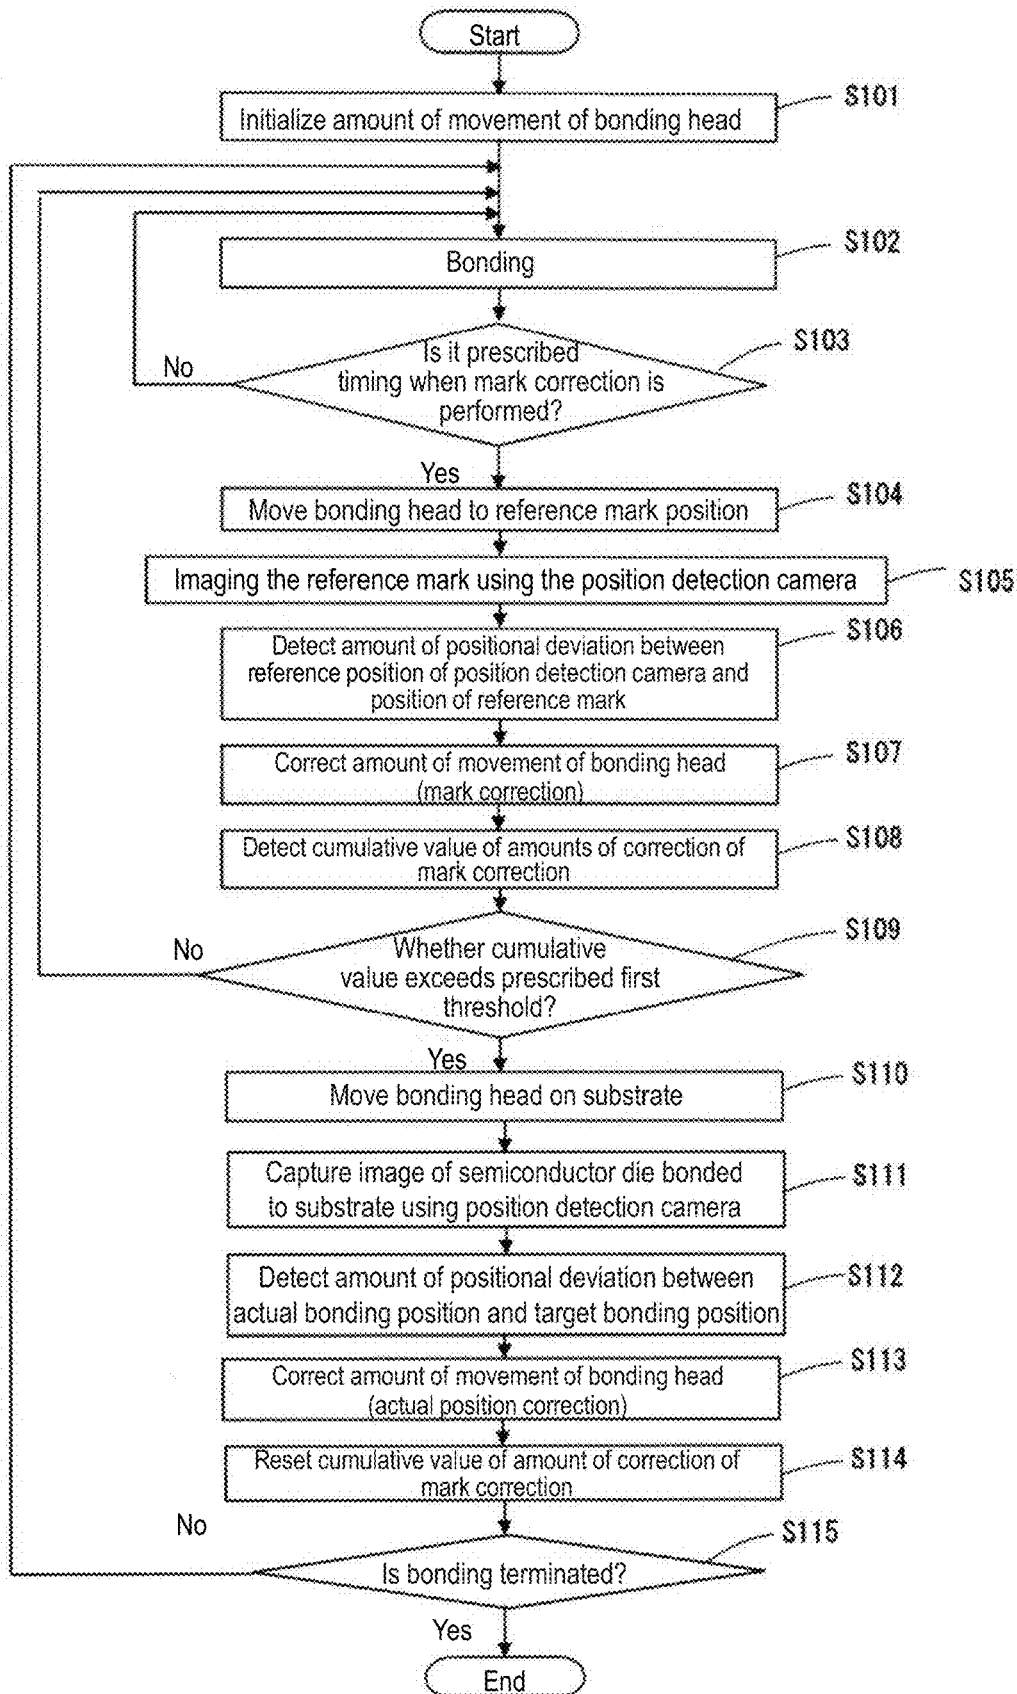 Start
S101
Initialize amount of movement of bonding head
S102
Bonding
S103
Is it prescribed
timing when mark correction is
performed?
No
Yes
S104
Move bonding head to reference mark position
Imaging the reference mark using the position detection camera
S105
S106
Detect amount of positional deviation between
reference position of position detection camera and
position of reference mark
S107
Correct amount of movement of bonding head
(mark correction)
S108
Detect cumulative value of amounts of correction of
mark correction
S109
No
Whether cumulative
value exceeds prescribed first
threshold?
Yes
S110
Move bonding head on substrate
Capture image of semiconductor die bonded
S111
to substrate using position detection camera
Detect amount of positional deviation between
S112
actual bonding position and target bonding position
S113
Correct amount of movement of bonding head
(actual position correction)
Reset cumulative value of amount of correction of
S114
mark correction
No
S115
Is bonding terminated?
Yes
End